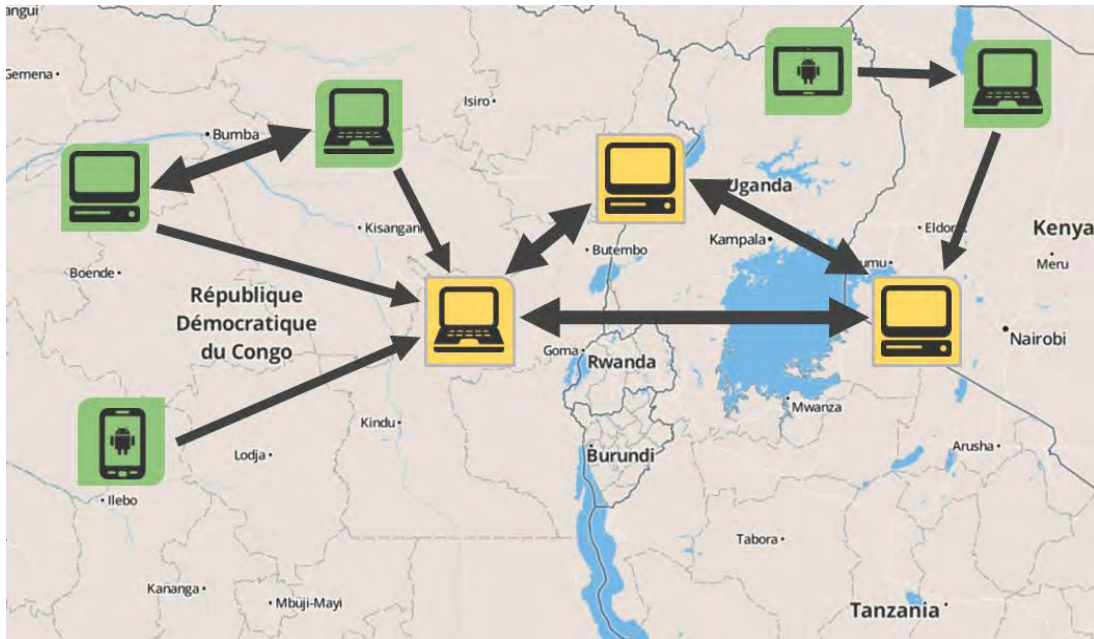 angui
Gemena
Isiro
Bumba
Uganda
Kenya
Kisangani
Eldor
Butembo
Kampala
umu
Meru
Boende
République
Démocratique
du Congo
Nairobi
Goma
Rwanda
Mwanza
Kindu
Lodja
Burundi
Arusha
Ilebo
Tabora
Kananga
Mbuji-Mayi
Tanzania